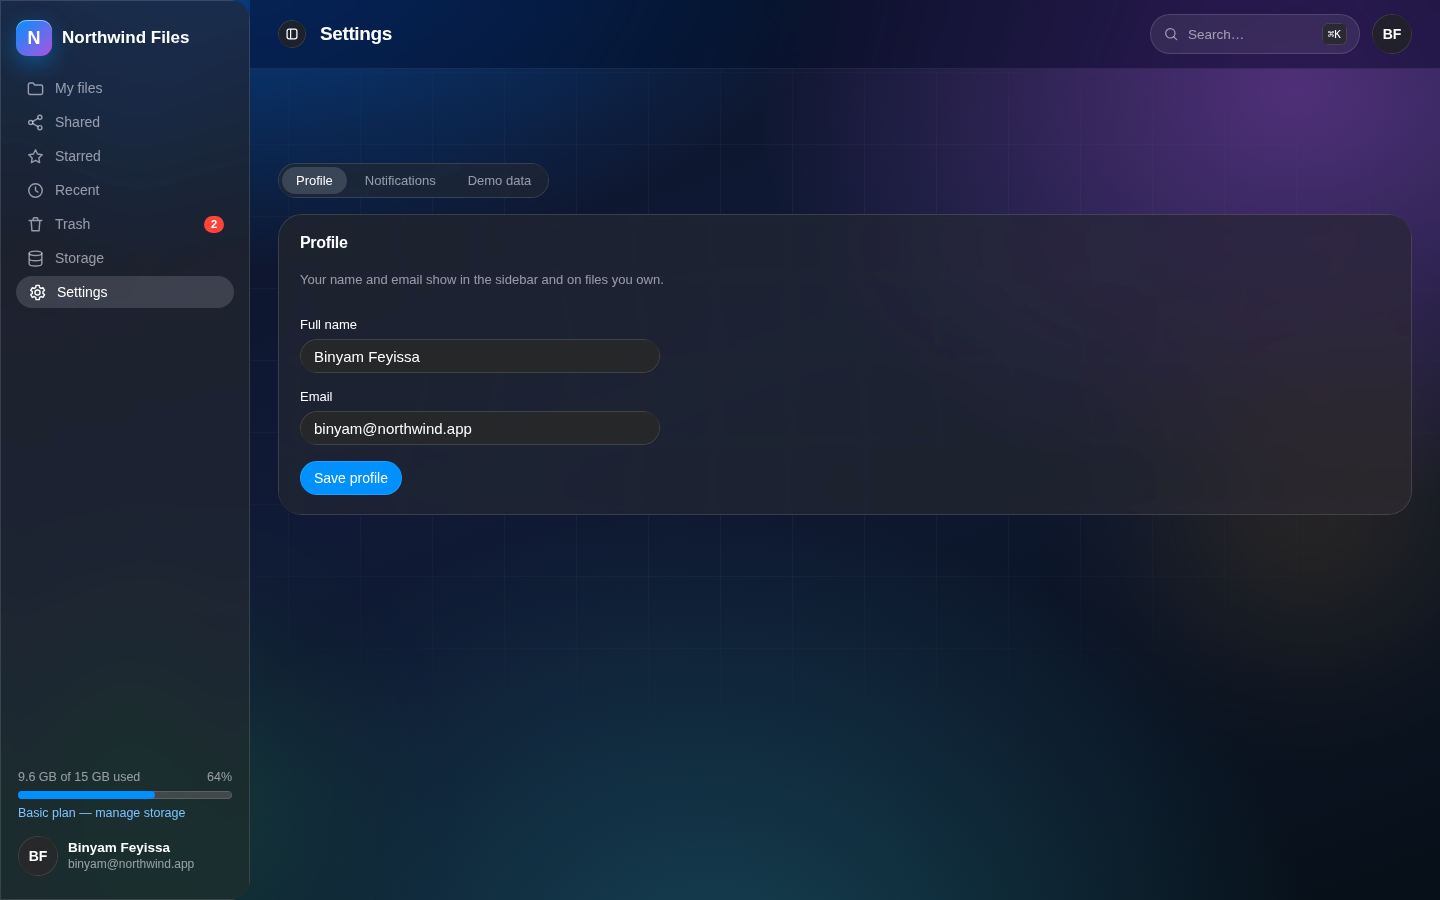 N Northwind Files
My files
Shared
Starred
Recent
Trash 2
Storage
Settings
9.6 GB of 15 GB used 64%
Basic plan — manage storage
BF Binyam Feyissa
binyam@northwind.app
Settings
Search… ⌘K BF
Profile Notifications Demo data
Profile
Your name and email show in the sidebar and on files you own.
Full name
Binyam Feyissa
Email
binyam@northwind.app
Save profile